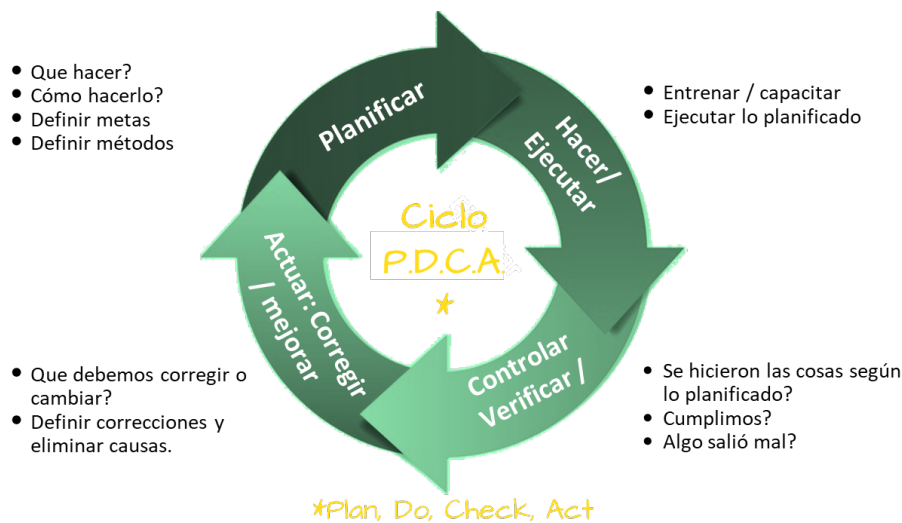 • Que hacer?
• Cómo hacerlo?
• Definir metas
• Definir métodos
Planificar
Hacer/
Ejecutar
• Entrenar / capacitar
• Ejecutar lo planificado
Ciclo
P.D.C.A.
*
Actuar: Corregir
/ mejorar
Controlar
Verificar /
• Que debemos corregir o
cambiar?
• Definir correcciones y
eliminar causas.
• Se hicieron las cosas según
lo planificado?
• Cumplimos?
• Algo salió mal?
*Plan, Do, Check, Act